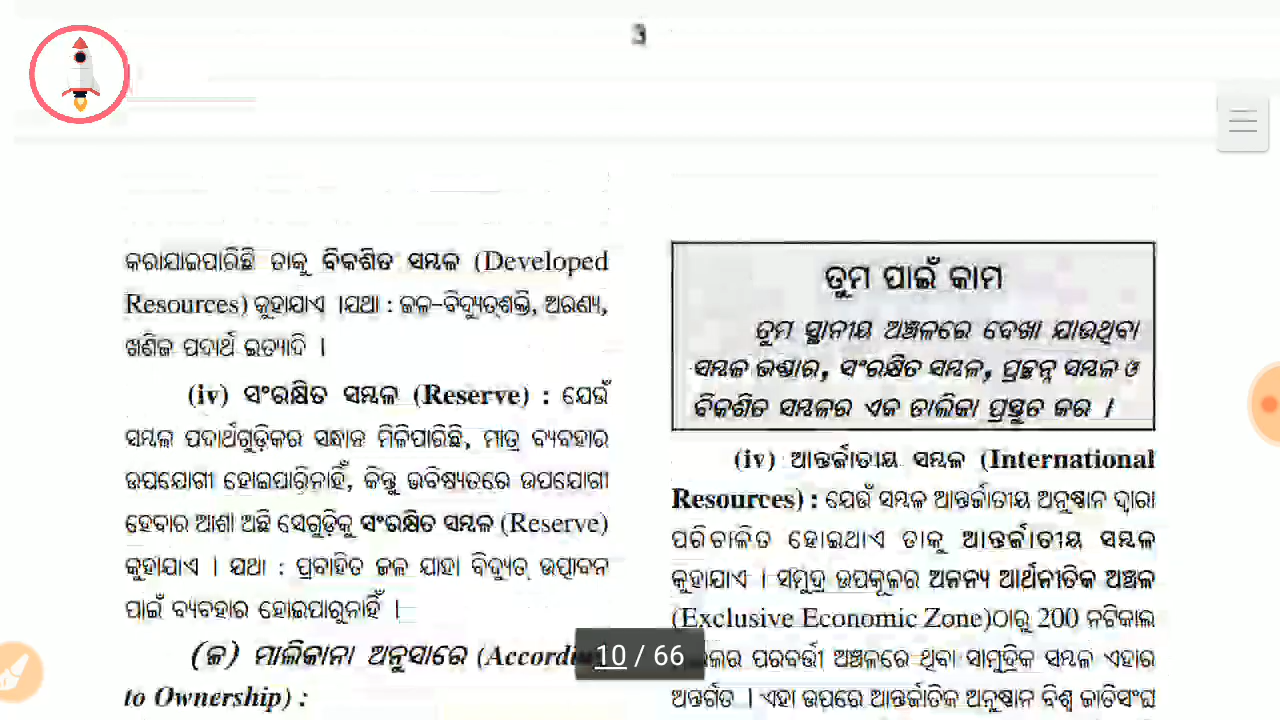 3
କରାଯାଇପାରିଛି ତାକୁ ବିକଶିତ ସମ୍ବଳ (Developed
Resources) କୁହାଯାଏ ।ଯଥା : ଜଳ-ବିଦ୍ୟୁତ୍‌ଶକ୍ତି, ଅରଣ୍ୟ,
ଖଣିଜ ପଦାର୍ଥ ଇତ୍ୟାଦି ।
(iv) ସଂରକ୍ଷିତ ସମ୍ବଳ (Reserve) : ଯେଉଁ
ସମ୍ବଳ ପଦାର୍ଥଗୁଡ଼ିକର ସନ୍ଧାନ ମିଳିପାରିଛି, ମାତ୍ର ବ୍ୟବହାର
ଉପଯୋଗୀ ହୋଇପାରିନାହିଁ, କିନ୍ତୁ ଭବିଷ୍ୟତରେ ଉପଯୋଗୀ
ହେବାର ଆଶା ଅଛି ସେଗୁଡ଼ିକୁ ସଂରକ୍ଷିତ ସମ୍ବଳ (Reserve)
କୁହାଯାଏ । ଯଥା : ପ୍ରବାହିତ ଜଳ ଯାହା ବିଦ୍ୟୁତ୍ ଉତ୍ପାଦନ
ପାଇଁ ବ୍ୟବହାର ହୋଇପାରୁନାହିଁ ।
(ଜ) ମାଲିକାନା ଅନୁସାରେ
to Ownership) :
ତୁମ ପାଇଁ କାମ
ତୁମ ସ୍ଥାନୀୟ ଅଞ୍ଚଳରେ ଦେଖା ଯାଉଥିବା
ସମ୍ବଳ ଭଣ୍ଡାର, ସଂରକ୍ଷିତ ସମ୍ବଳ, ପ୍ରଚ୍ଛନ୍ନ ସମ୍ବଳ ଓ
ବିକଶିତ ସମ୍ବଳର ଏକ ତାଲିକା ପ୍ରସ୍ତୁତ କର ।
(iv) ଆନ୍ତର୍ଜାତୀୟ ସମ୍ବଳ (International
Resources) : ଯେଉଁ ସମ୍ବଳ ଆନ୍ତର୍ଜାତୀୟ ଅନୁଷ୍ଠାନ ଦ୍ୱାରା
ପରିଚାଳିତ ହୋଇଥାଏ ତାକୁ ଆନ୍ତର୍ଜାତୀୟ ସମ୍ବଳ
କୁହାଯାଏ । ସମୁଦ୍ର ଉପକୂଳର ଅନନ୍ୟ ଆର୍ଥନୀତିକ ଅଞ୍ଚଳ
(Exclusive Economic Zone)ଠାରୁ 200 ନଟିକାଲ
ପରବର୍ତ୍ତୀ ଅଞ୍ଚଳରେ ଥିବା ସାମୁଦ୍ରିକ ସମ୍ବଳ ଏହାର
ଅନ୍ତର୍ଗତ । ଏହା ଉପରେ ଆନ୍ତର୍ଜାତିକ ଅନୁଷ୍ଠାନ ବିଶ୍ୱ ଜାତିସଂଘ
10 / 66